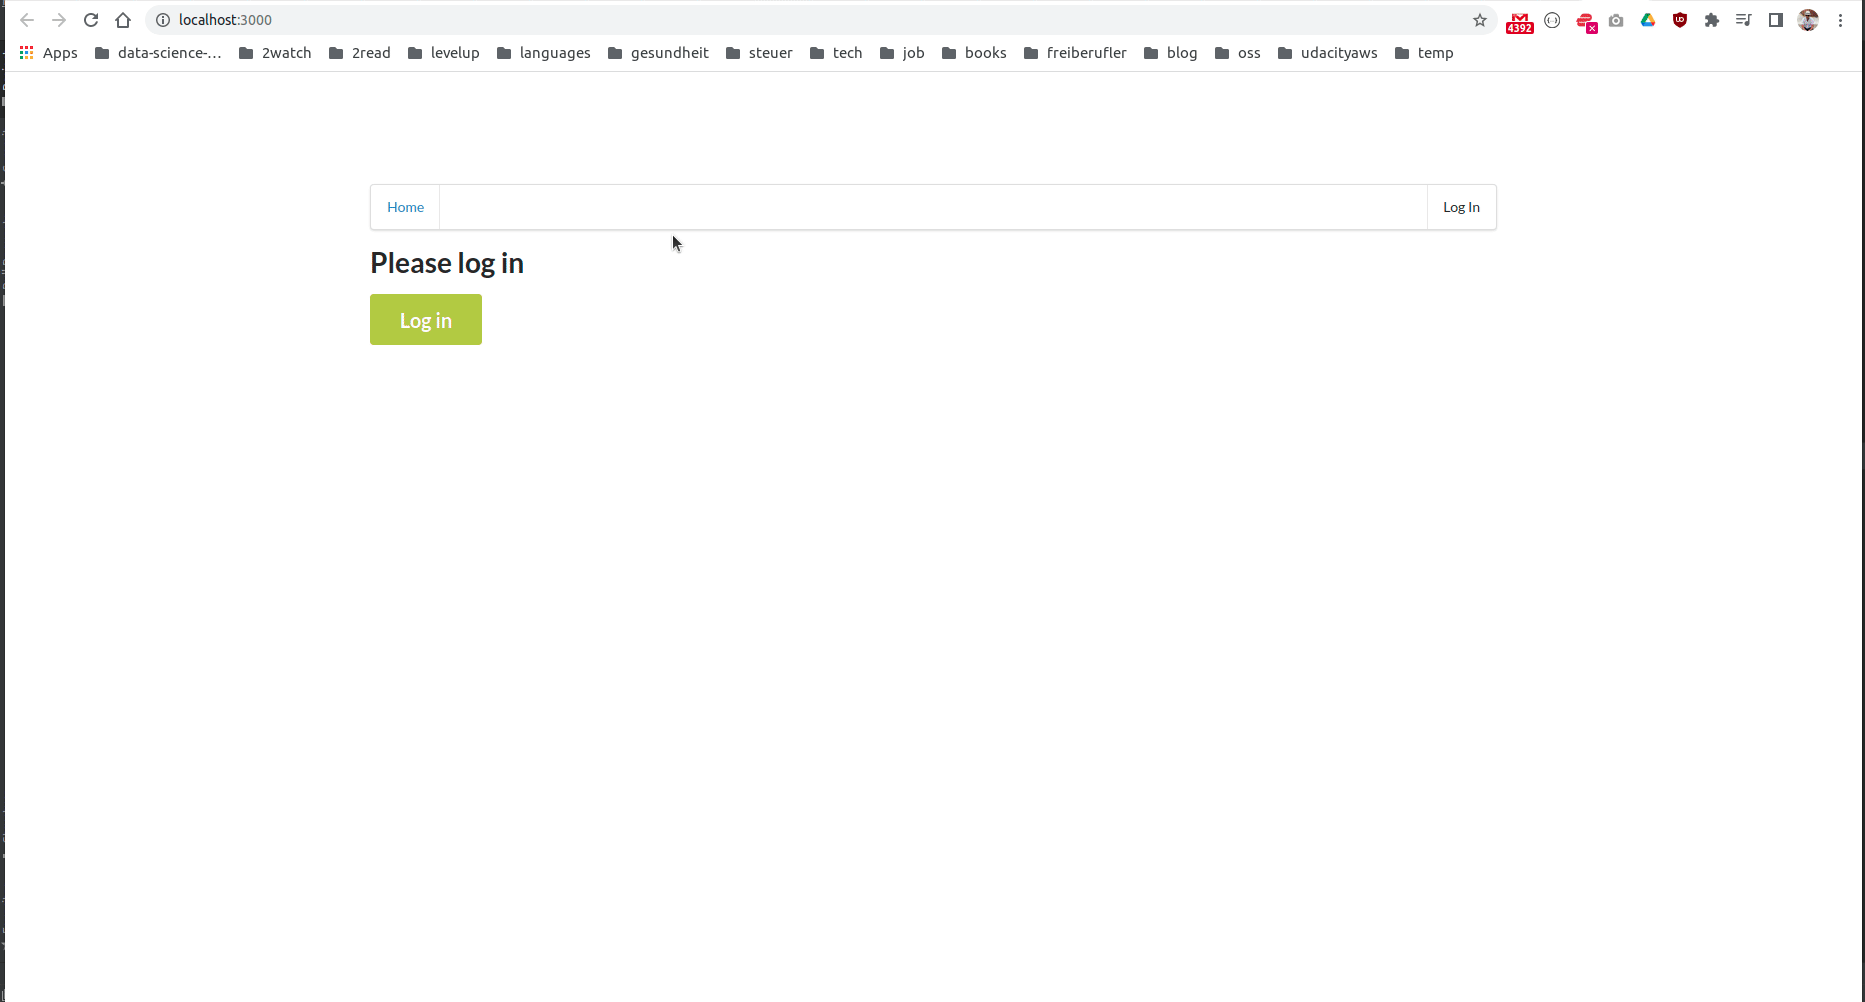 localhost:3000
4392
Apps data-science-... 2watch 2read levelup languages gesundheit steuer tech job books freiberufler blog oss udacityaws temp
Home Log In
Please log in
Log in